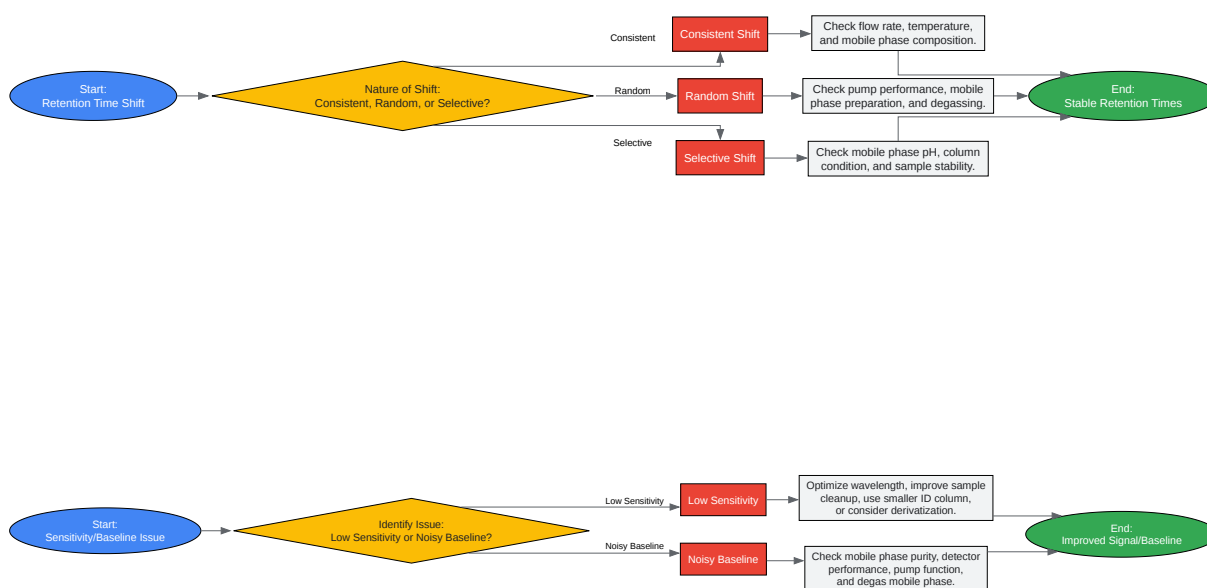 Start:
Retention Time Shift
Nature of Shift:
Consistent, Random, or Selective?
Consistent
Consistent Shift
Check flow rate, temperature,
and mobile phase composition.
Random
Random Shift
Check pump performance, mobile
phase preparation, and degassing.
Selective
Selective Shift
Check mobile phase pH, column
condition, and sample stability.
End:
Stable Retention Times
Start:
Sensitivity/Baseline Issue
Identify Issue:
Low Sensitivity or Noisy Baseline?
Low Sensitivity
Low Sensitivity
Optimize wavelength, improve sample
cleanup, use smaller ID column,
or consider derivatization.
Noisy Baseline
Noisy Baseline
Check mobile phase purity, detector
performance, pump function,
and degas mobile phase.
End:
Improved Signal/Baseline